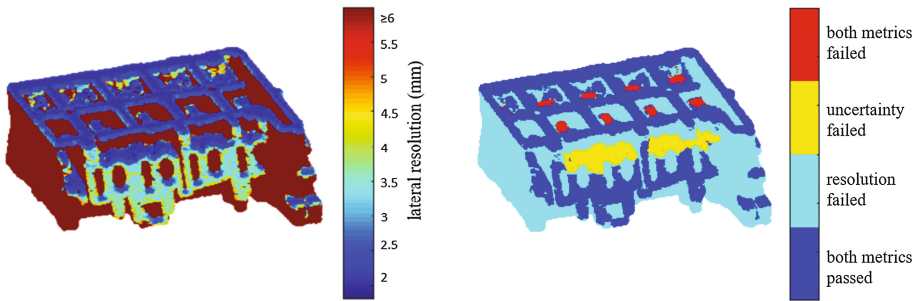 ≥6
5.5
5
4.5
4
3.5
3
2.5
2
lateral resolution (mm)
both metrics
failed
uncertainty
failed
resolution
failed
both metrics
passed